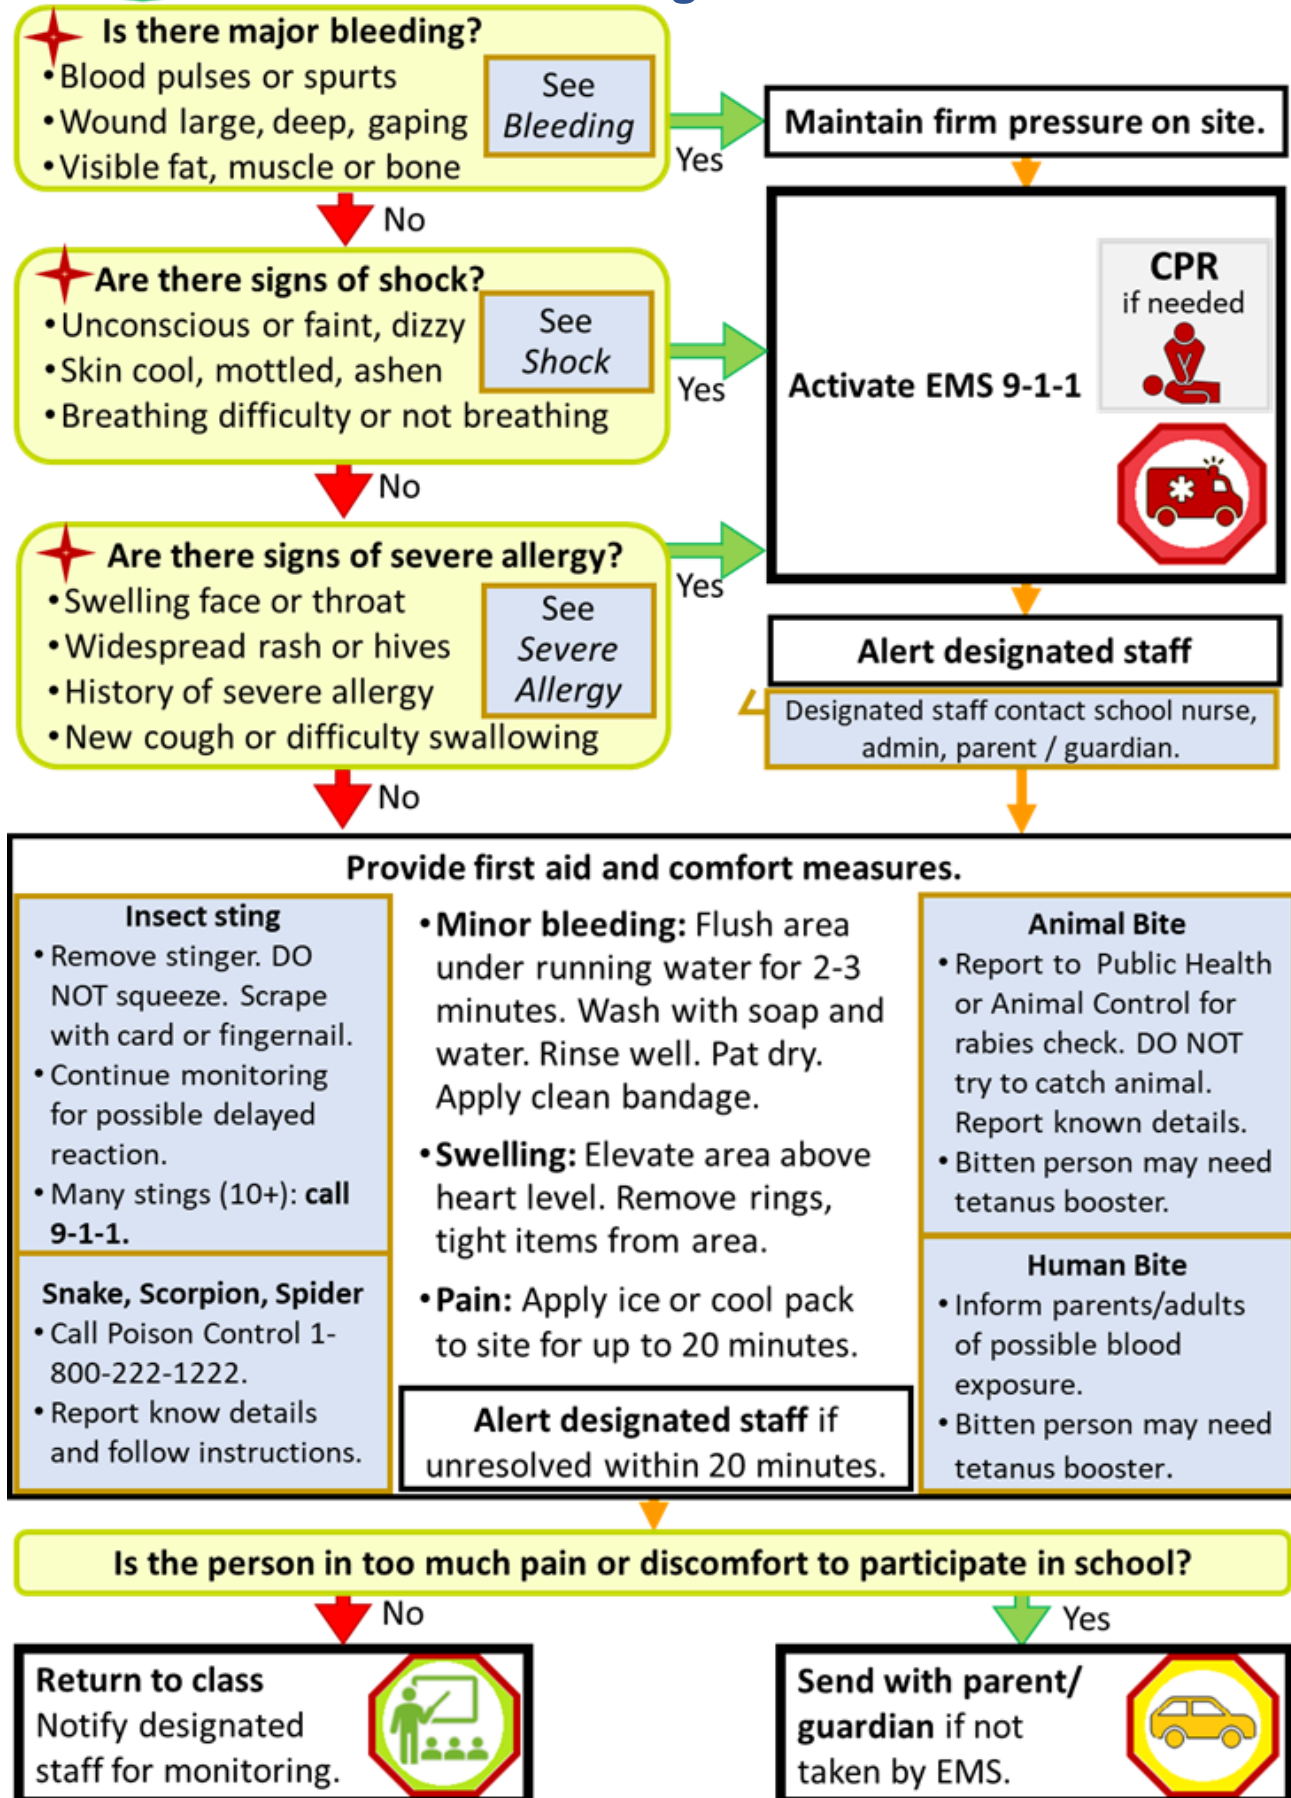 Is there major bleeding?
•Blood pulses or spurts
•Wound large, deep, gaping
•Visible fat, muscle or bone
See
Bleeding
Yes
Maintain firm pressure on site.
No
Are there signs of shock?
•Unconscious or faint, dizzy
•Skin cool, mottled, ashen
•Breathing difficulty or not breathing
See
Shock
Yes
Activate EMS 9-1-1
CPR
if needed
No
Are there signs of severe allergy?
•Swelling face or throat
•Widespread rash or hives
•History of severe allergy
•New cough or difficulty swallowing
See
Severe
Allergy
Yes
Alert designated staff
Designated staff contact school nurse,
admin, parent / guardian.
No
Provide first aid and comfort measures.
Insect sting
• Remove stinger. DO
NOT squeeze. Scrape
with card or fingernail.
• Continue monitoring
for possible delayed
reaction.
• Many stings (10+): call
9-1-1.
Snake, Scorpion, Spider
• Call Poison Control 1-
800-222-1222.
• Report know details
and follow instructions.
•Minor bleeding: Flush area
under running water for 2-3
minutes. Wash with soap and
water. Rinse well. Pat dry.
Apply clean bandage.
•Swelling: Elevate area above
heart level. Remove rings,
tight items from area.
•Pain: Apply ice or cool pack
to site for up to 20 minutes.
Alert designated staff if
unresolved within 20 minutes.
Animal Bite
• Report to Public Health
or Animal Control for
rabies check. DO NOT
try to catch animal.
Report known details.
• Bitten person may need
tetanus booster.
Human Bite
• Inform parents/adults
of possible blood
exposure.
• Bitten person may need
tetanus booster.
Is the person in too much pain or discomfort to participate in school?
No
Yes
Return to class
Notify designated
staff for monitoring.
Send with parent/
guardian if not
taken by EMS.